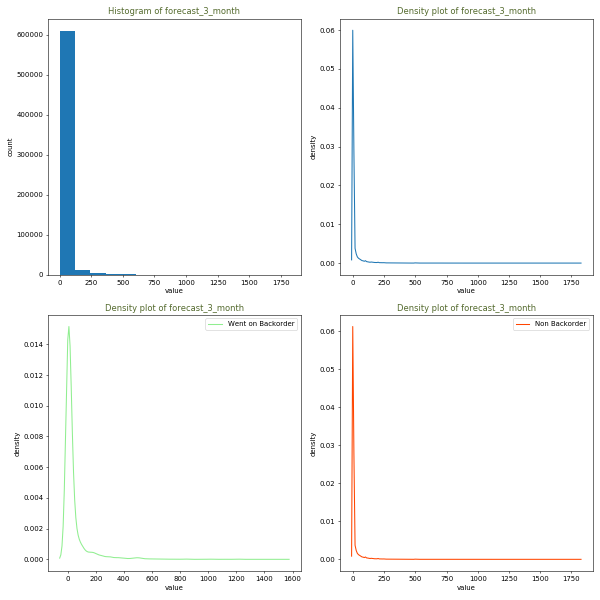 Histogram of forecast_3_month
600000
500000
400000
300000
200000
100000
0
count
0 250 500 750 1000 1250 1500 1750
value
Density plot of forecast_3_month
0.06
0.05
0.04
0.03
0.02
0.01
0.00
density
0 250 500 750 1000 1250 1500 1750
value
Density plot of forecast_3_month
Went on Backorder
0.014
0.012
0.010
0.008
0.006
0.004
0.002
0.000
density
0 200 400 600 800 1000 1200 1400 1600
value
Density plot of forecast_3_month
Non Backorder
0.06
0.05
0.04
0.03
0.02
0.01
0.00
density
0 250 500 750 1000 1250 1500 1750
value